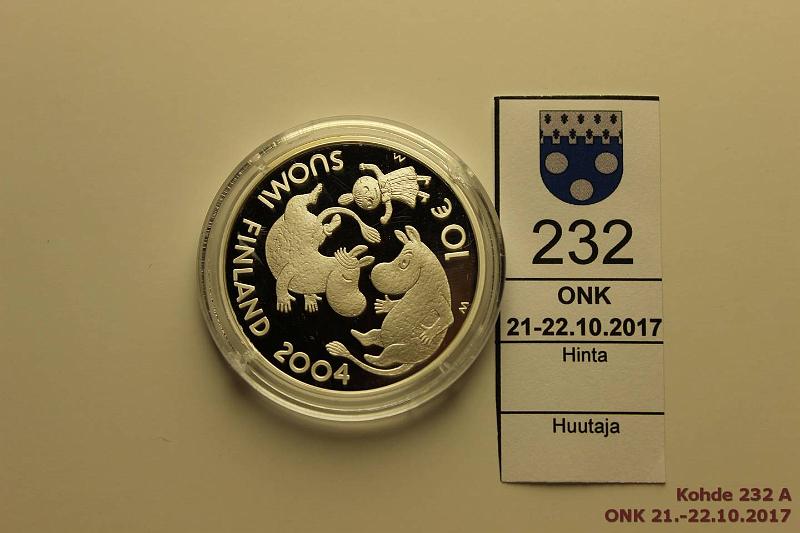 SUOMI FINLAND 2004
10 €
M
W
232
ONK
21-22.10.2017
Hinta
Huutaja
Kohde 232 A
ONK 21.-22.10.2017